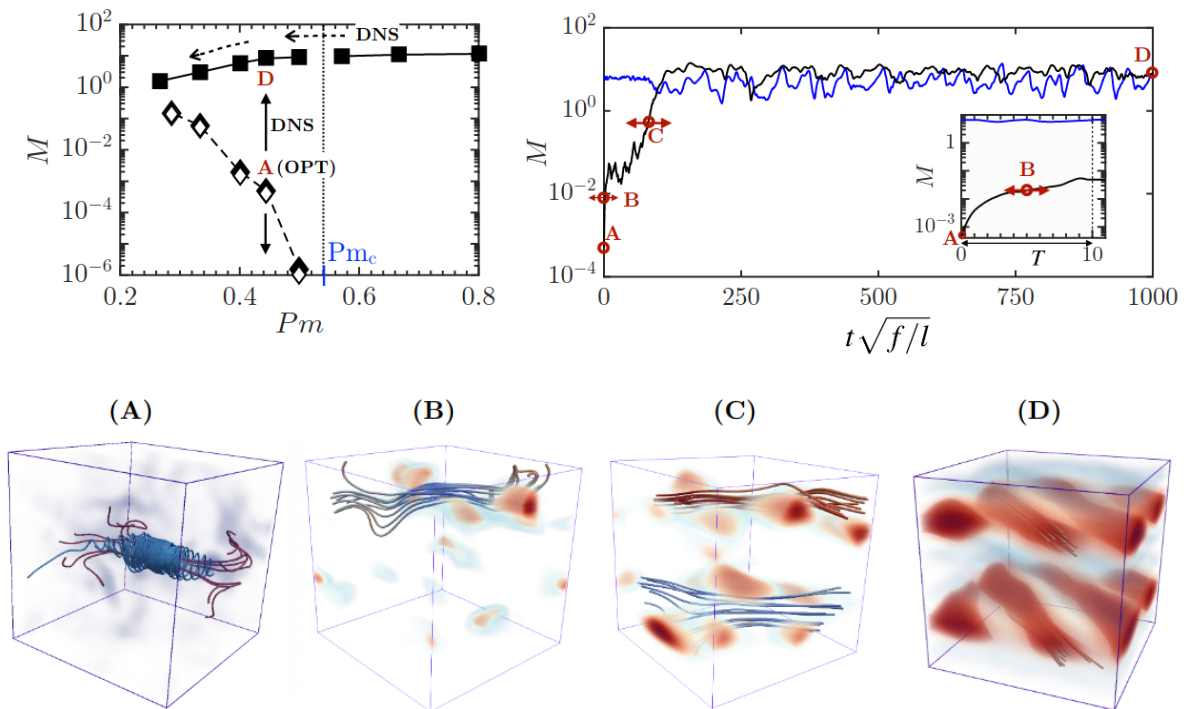 10^2
10^0
10^-2
10^-4
10^-6
M
DNS
D
DNS
A (OPT)
Pm_c
0.2
0.4
0.6
0.8
Pm
10^2
10^0
10^-2
10^-4
M
D
C
B
A
1
10^-3
M
B
A
0
T
10
0
250
500
750
1000
t√f/l
(A)
(B)
(C)
(D)